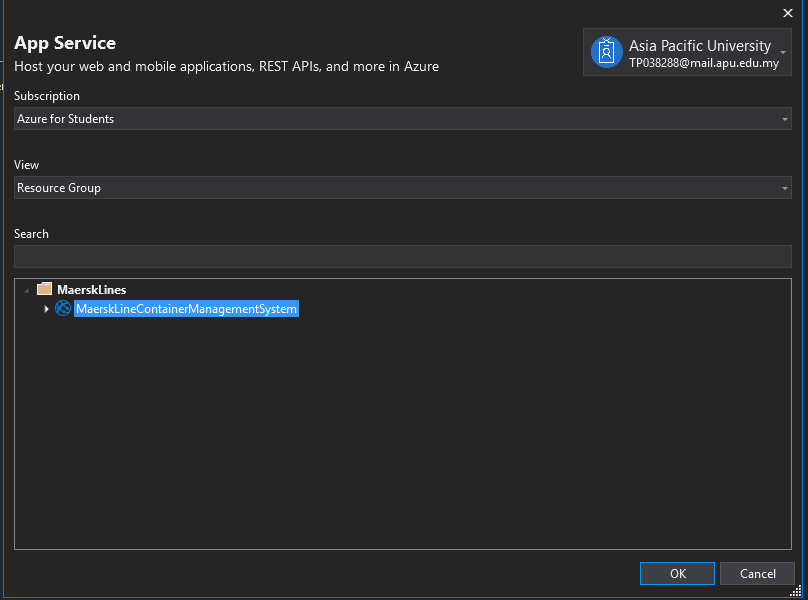 App Service
Host your web and mobile applications, REST APIs, and more in Azure
Asia Pacific University
TP038288@mail.apu.edu.my
Subscription
Azure for Students
View
Resource Group
Search
MaerskLines
MaerskLineContainerManagementSystem
OK
Cancel